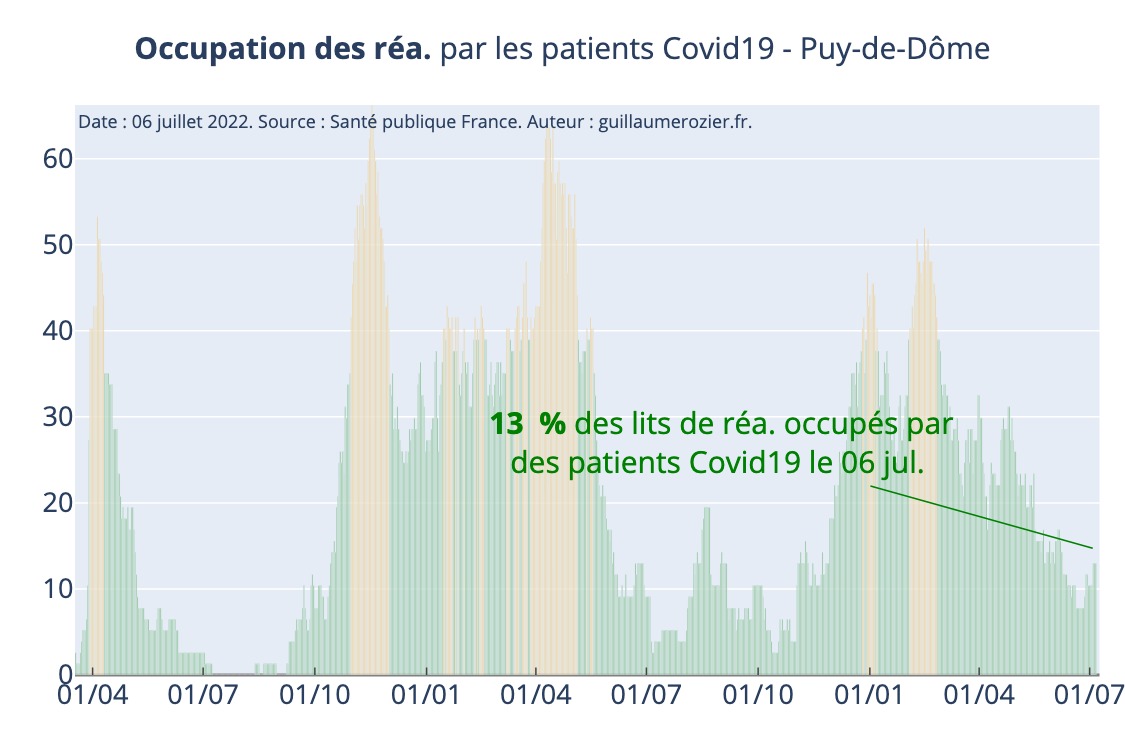 Occupation des réa. par les patients Covid19 - Puy-de-Dôme
Date : 06 juillet 2022. Source : Santé publique France. Auteur : guillaumerozier.fr.
60
50
40
30
20
10
0
13 % des lits de réa. occupés par
des patients Covid19 le 06 jul.
01/04 01/07 01/10 01/01 01/04 01/07 01/10 01/01 01/04 01/07